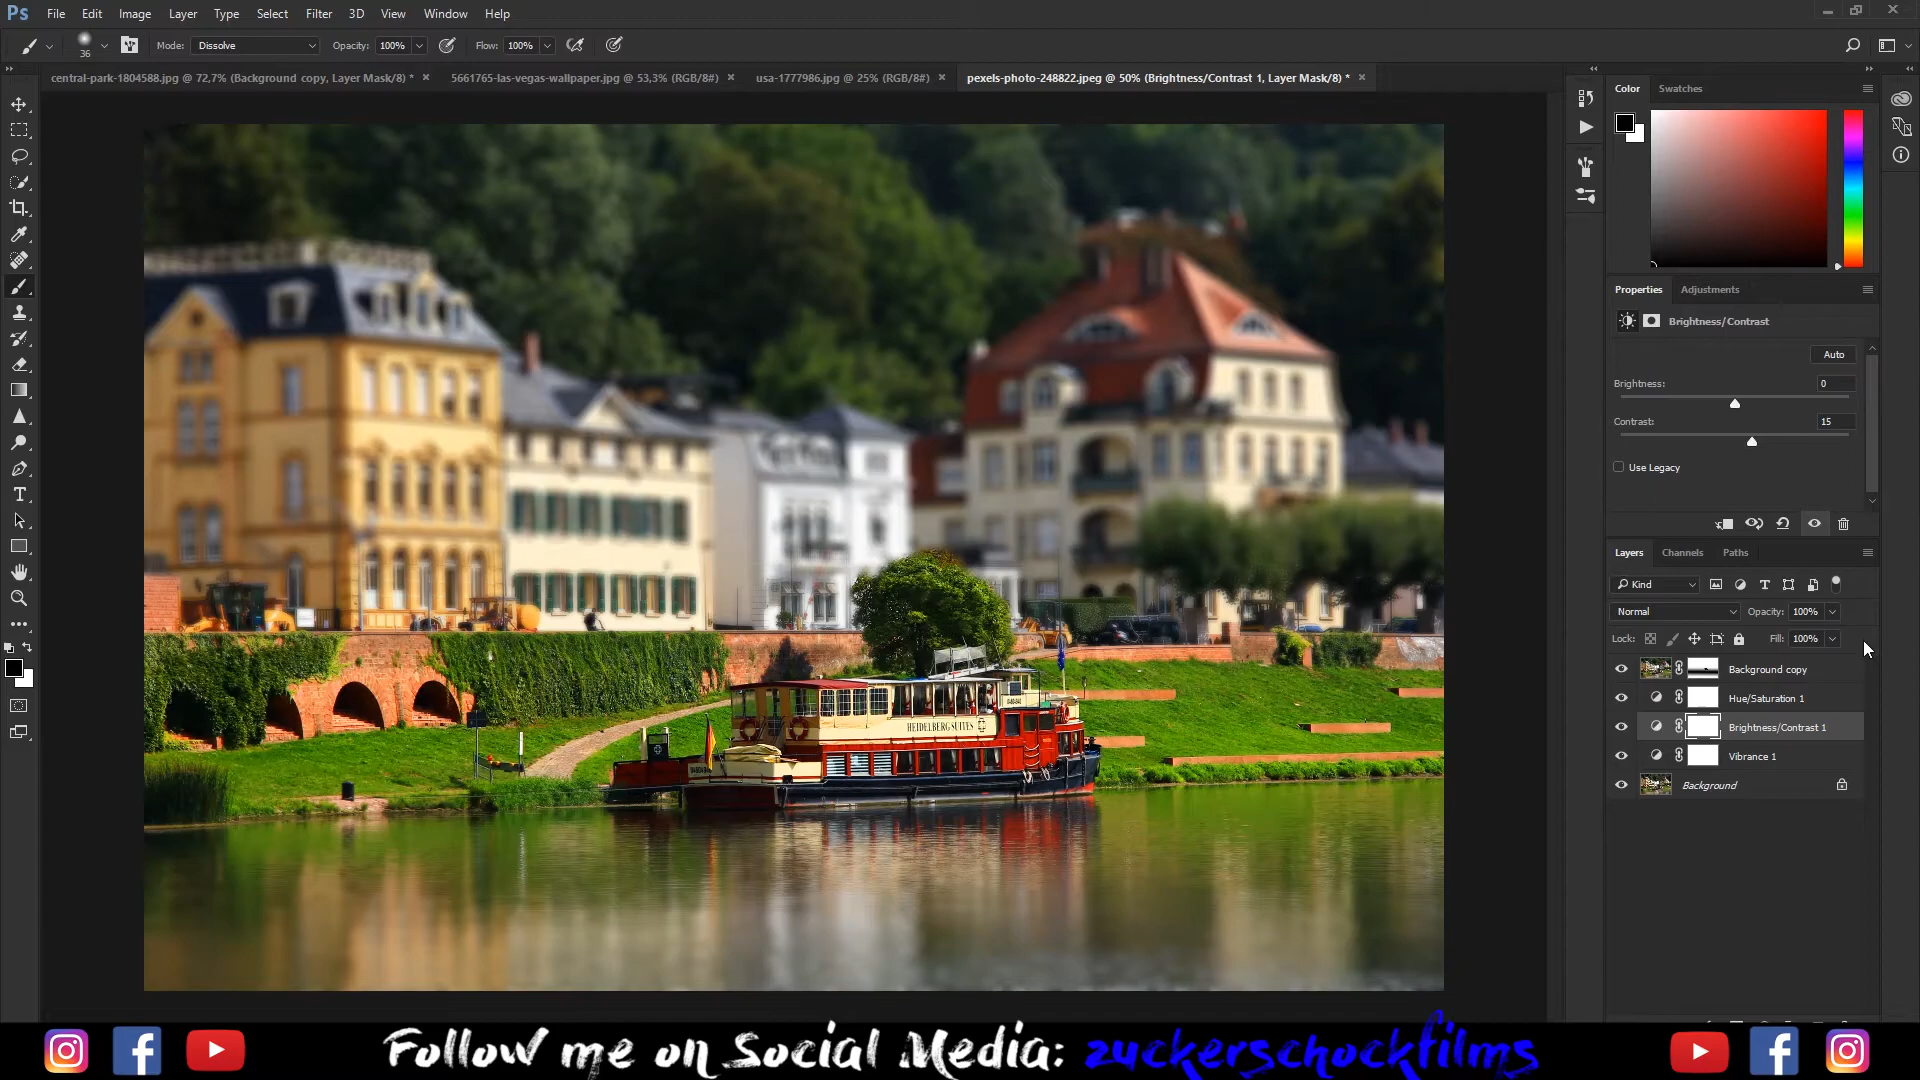 Ps File Edit Image Layer Type Select Filter 3D View Window Help
36 Mode: Dissolve Opacity: 100% Flow: 100%
central-park-1804588.jpg @ 72,7% (Background copy, Layer Mask/8) * × 5661765-las-vegas-wallpaper.jpg @ 53,3% (RGB/8#) × usa-1777986.jpg @ 25% (RGB/8#) × pexels-photo-248822.jpeg @ 50% (Brightness/Contrast 1, Layer Mask/8) * ×
Color Swatches
Properties Adjustments
Brightness/Contrast
Auto
Brightness: 0
Contrast: 15
Use Legacy
Layers Channels Paths
Kind
Normal Opacity: 100%
Lock: Fill: 100%
Background copy
Hue/Saturation 1
Brightness/Contrast 1
Vibrance 1
Background
HEIDELBERG SUITES
Follow me on Social Media: zuckerschockfilms